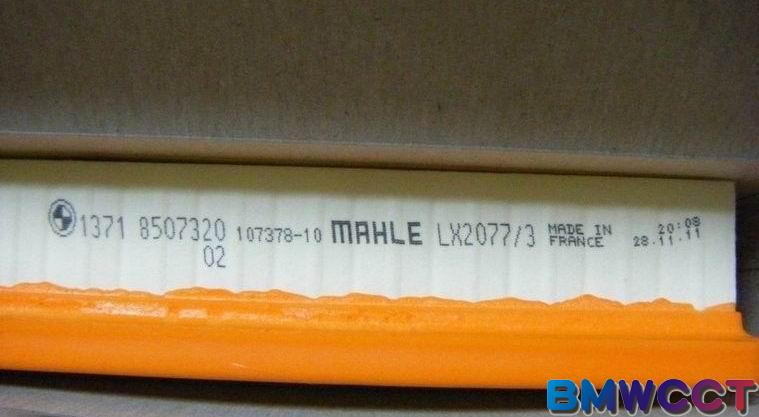 1371 8507320 107378-10 MAHLE LX2077/3 MADE IN FRANCE 20:08 28.11.11
02
BMWCCT